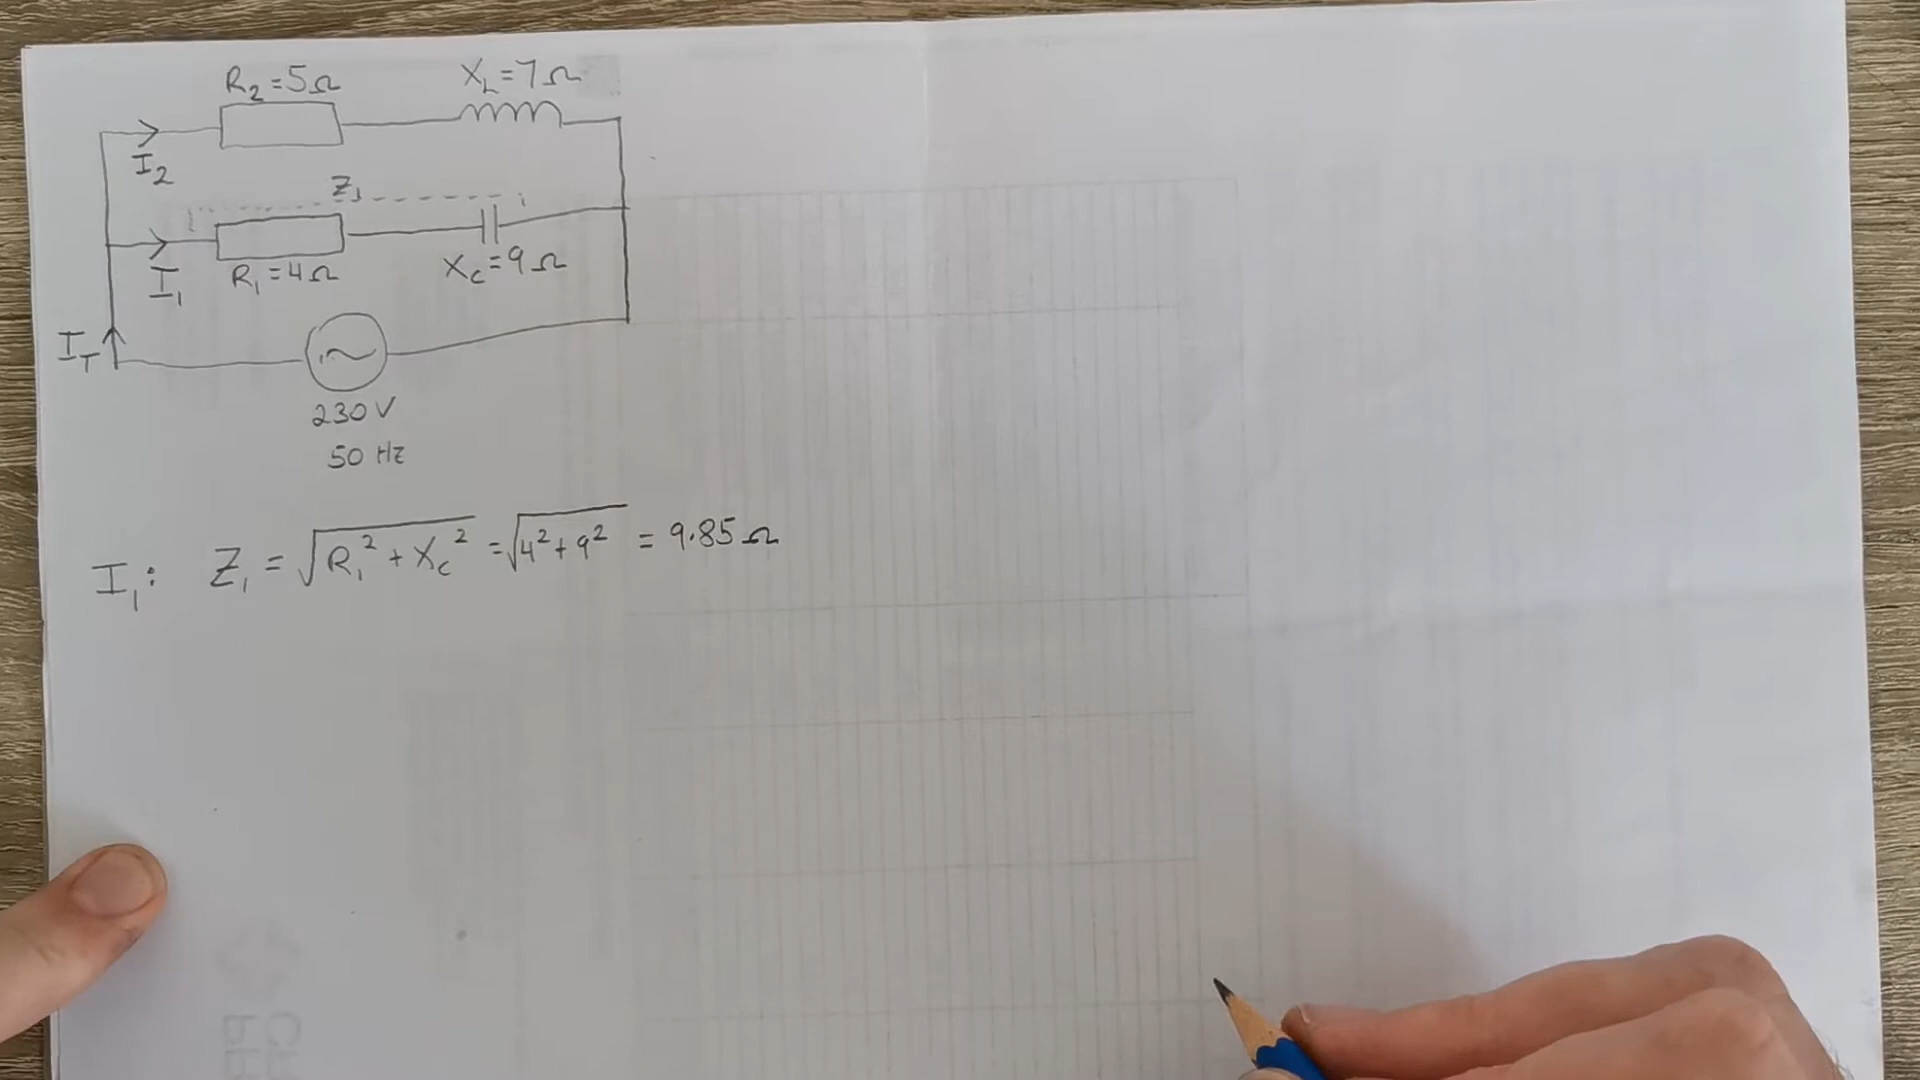 R₂=5Ω
X_L=7Ω
I₂
Z₁
I₁
R₁=4Ω
X_C=9Ω
I_T
230V
50 Hz
I₁: Z₁ = √(R₁² + X_C²) = √(4²+9²) = 9.85Ω